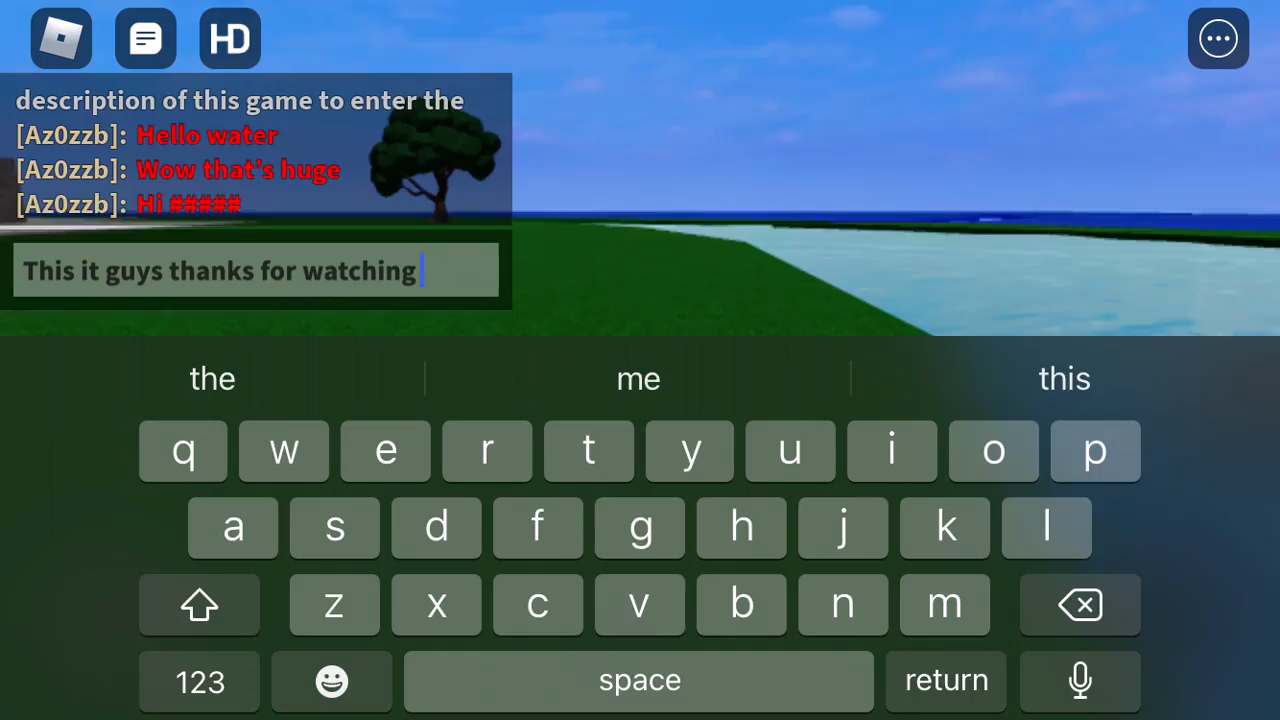 HD
description of this game to enter the
[Az0zzb]: Hello water
[Az0zzb]: Wow that's huge
[Az0zzb]: Hi #####
This it guys thanks for watching
the me this
q w e r t y u i o p
a s d f g h j k l
z x c v b n m
123 space return